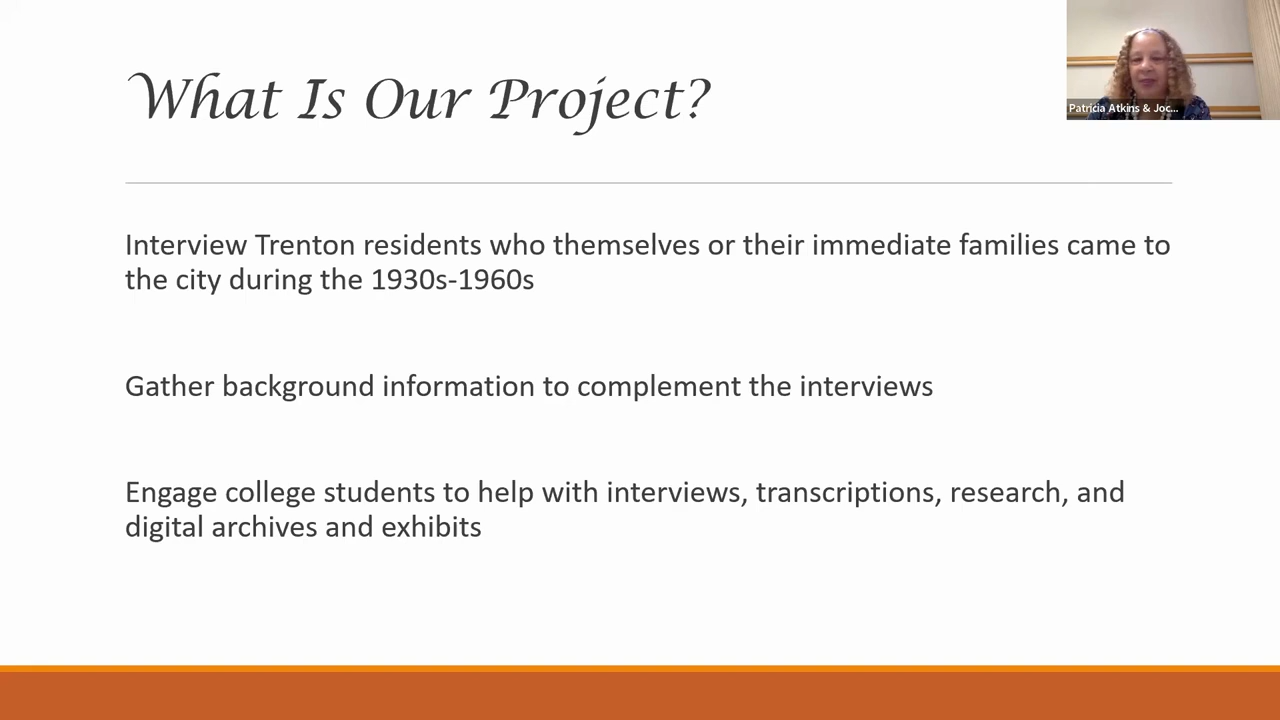 What Is Our Project?
Patricia Atkins & Joc...
Interview Trenton residents who themselves or their immediate families came to
the city during the 1930s-1960s
Gather background information to complement the interviews
Engage college students to help with interviews, transcriptions, research, and
digital archives and exhibits